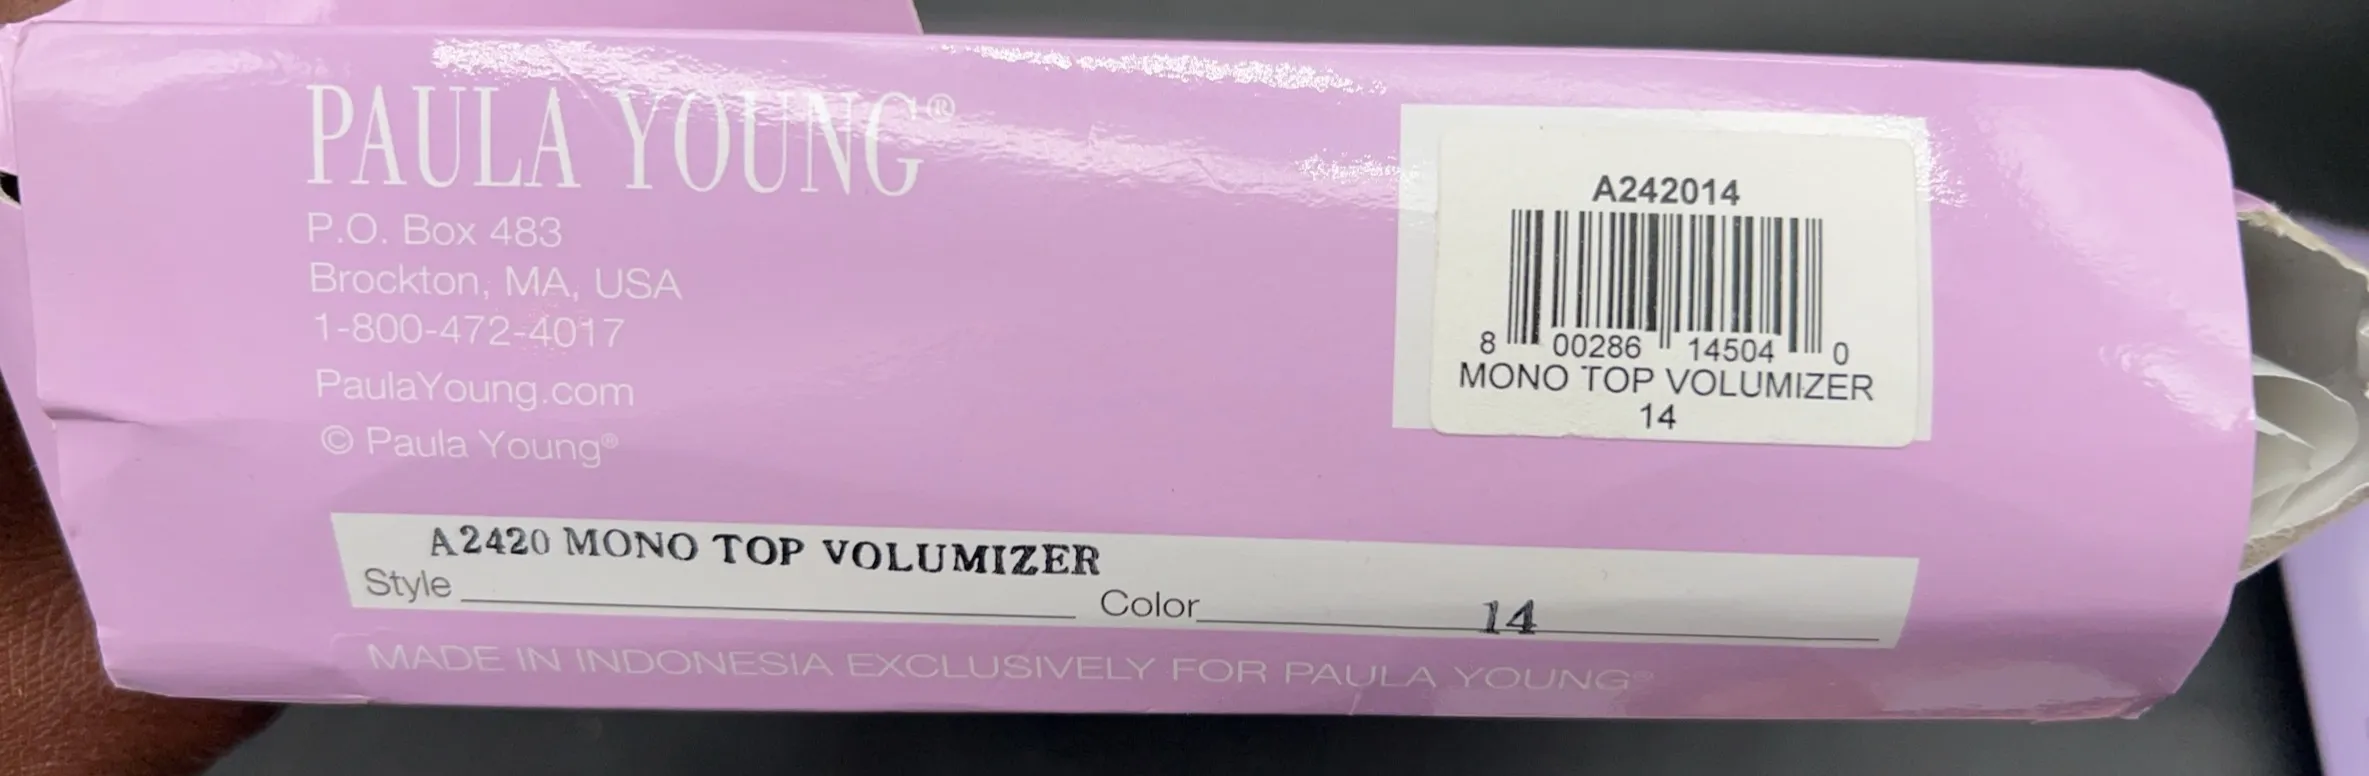 PAULA YOUNG®
P.O. Box 483
Brockton, MA, USA
1-800-472-4017
PaulaYoung.com
© Paula Young®
A242014
8 00286 14504 0
MONO TOP VOLUMIZER
14
A2420 MONO TOP VOLUMIZER
Style Color 14
MADE IN INDONESIA EXCLUSIVELY FOR PAULA YOUNG®